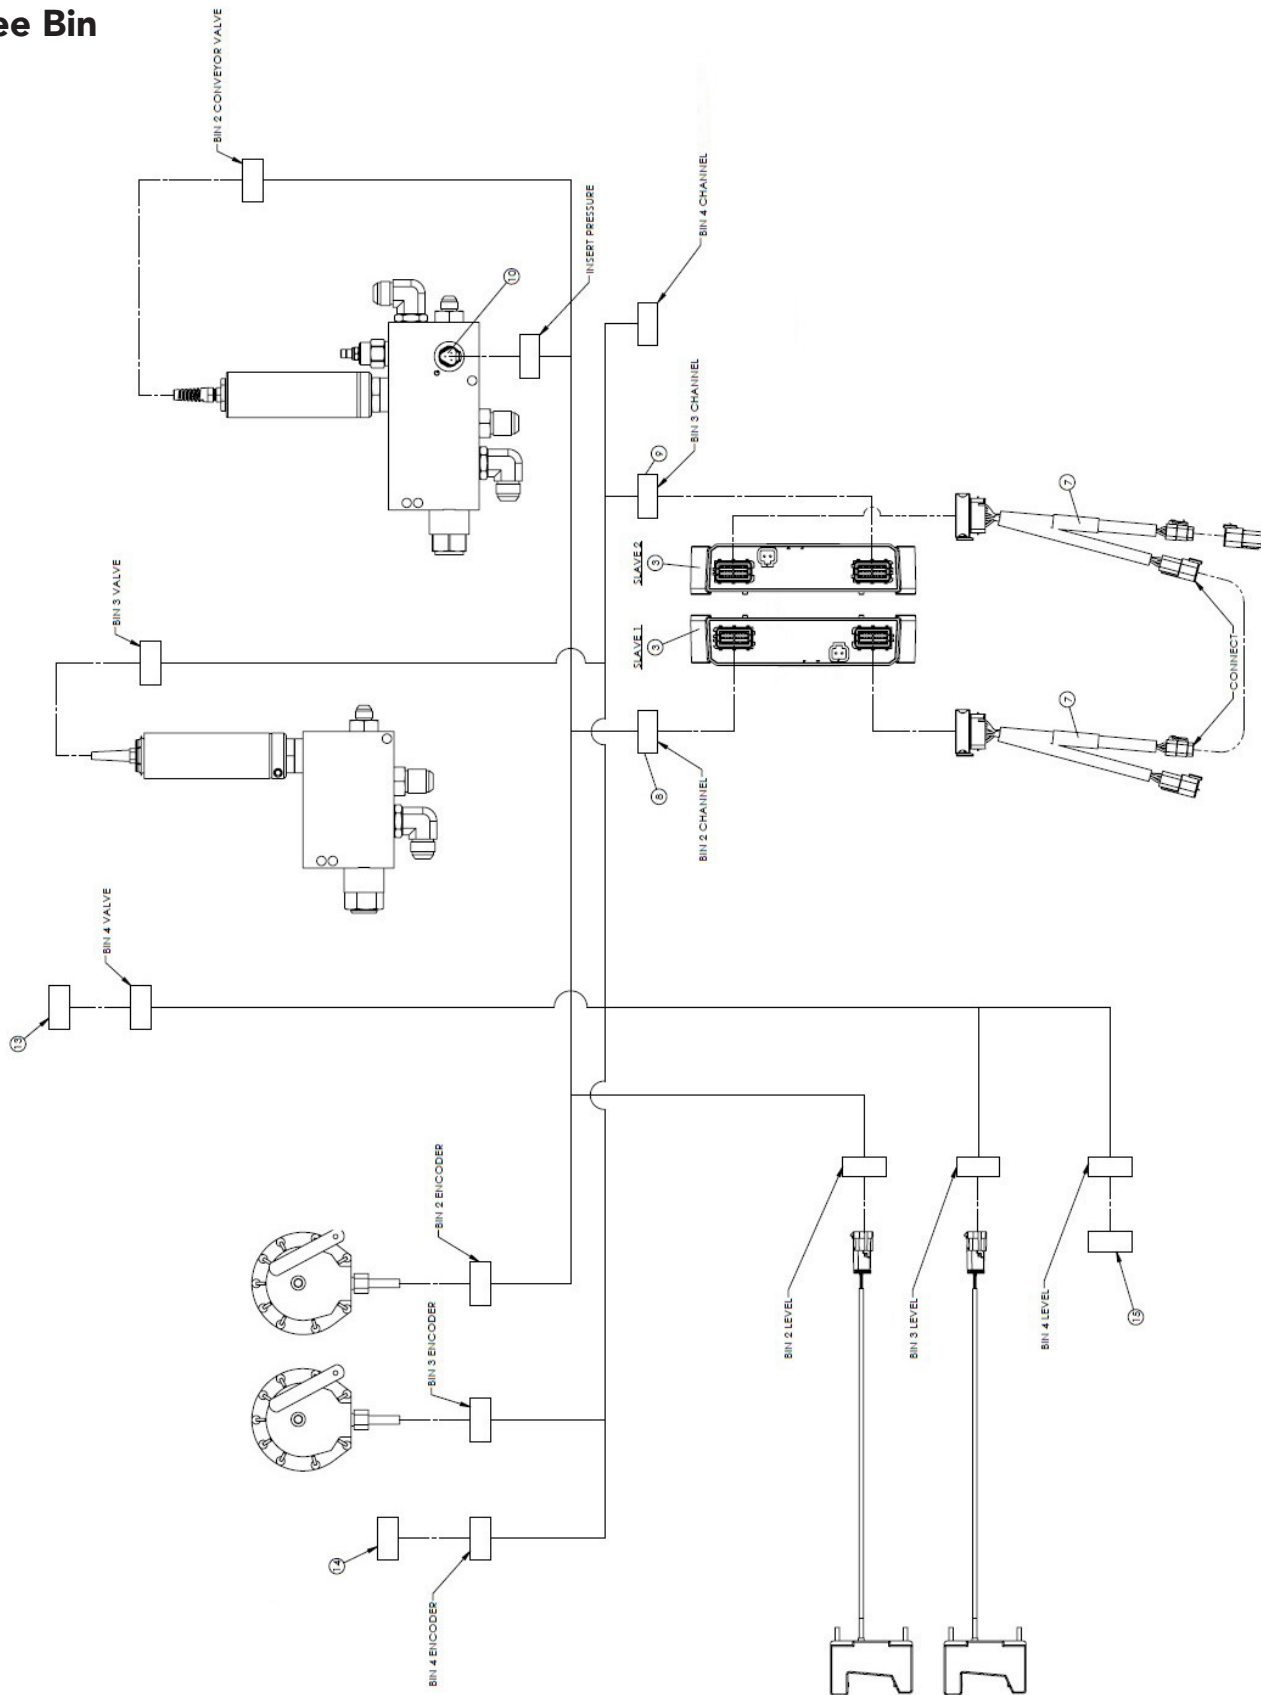 ee Bin
BIN 2 CONVEYOR VALVE
INSERT PRESSURE
10
BIN 4 CHANNEL
BIN 3 CHANNEL
9
BIN 3 VALVE
SLAVE 2
3
SLAVE 1
3
7
7
CONNECT
8
BIN 2 CHANNEL
BIN 4 VALVE
13
BIN 2 ENCODER
BIN 3 ENCODER
14
BIN 4 ENCODER
BIN 2 LEVEL
BIN 3 LEVEL
BIN 4 LEVEL
15